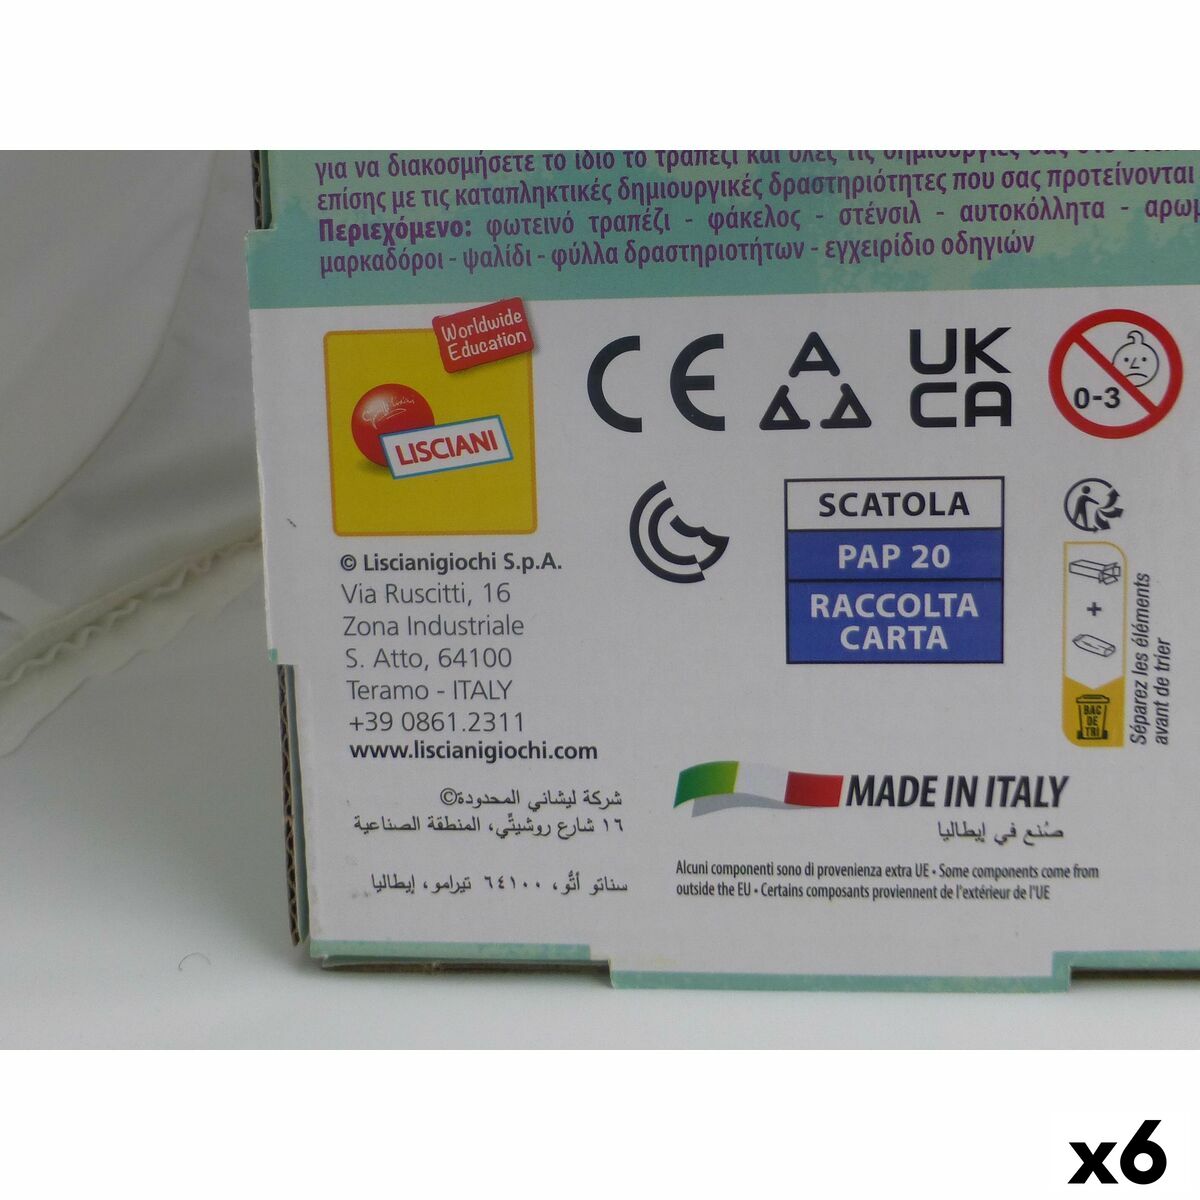 για να διακοσμήσετε το ίδιο το τραπέζι και όλες τις δημιουργίες σας
επίσης με τις καταπληκτικές δημιουργικές δραστηριότητες που σας προτείνονται
Περιεχόμενο: φωτεινό τραπέζι - φάκελος - στένσιλ - αυτοκόλλητα - αρωμ
μαρκαδόροι - ψαλίδι - φύλλα δραστηριοτήτων - εγχειρίδιο οδηγιών
Worldwide
Education
LISCIANI
© Liscianigiochi S.p.A.
Via Ruscitti, 16
Zona Industriale
S. Atto, 64100
Teramo - ITALY
+39 0861.2311
www.liscianigiochi.com
شركة ليشاني المحدودة©
١٦ شارع روشيتّي، المنطقة الصناعية
سناتو أتّو، ٦٤١٠٠ تيرامو، إيطاليا
CE
UK
CA
0-3
SCATOLA
PAP 20
RACCOLTA
CARTA
+
BAC
DE
TRI
Séparez les éléments
avant de trier
MADE IN ITALY
صُنع في إيطاليا
Alcuni componenti sono di provenienza extra UE • Some components come from
outside the EU • Certains composants proviennent de l'extérieur de l'UE
x6